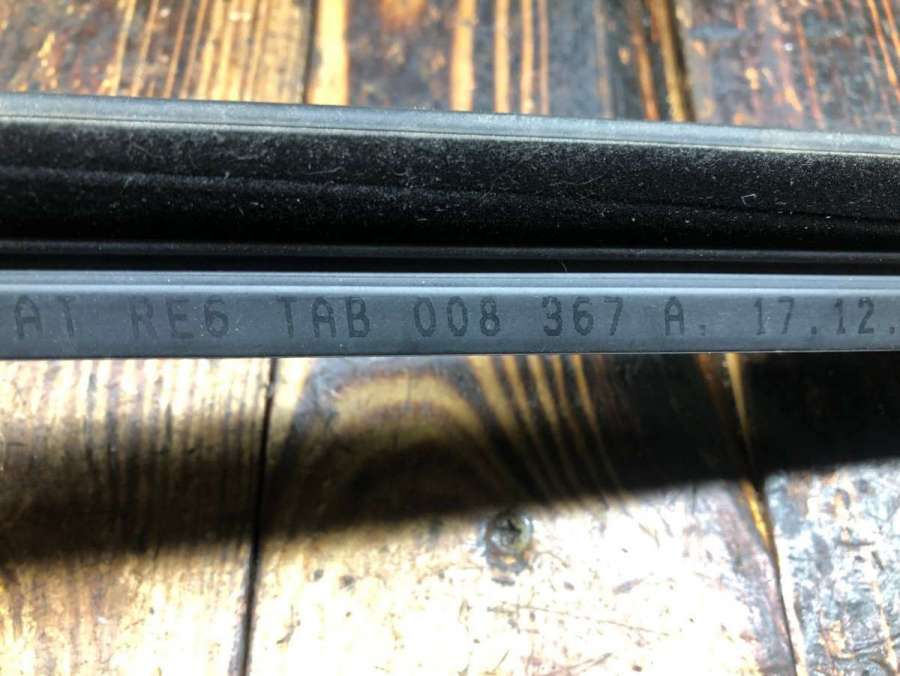 AT RE6 TAB 008 367 A. 17.12.